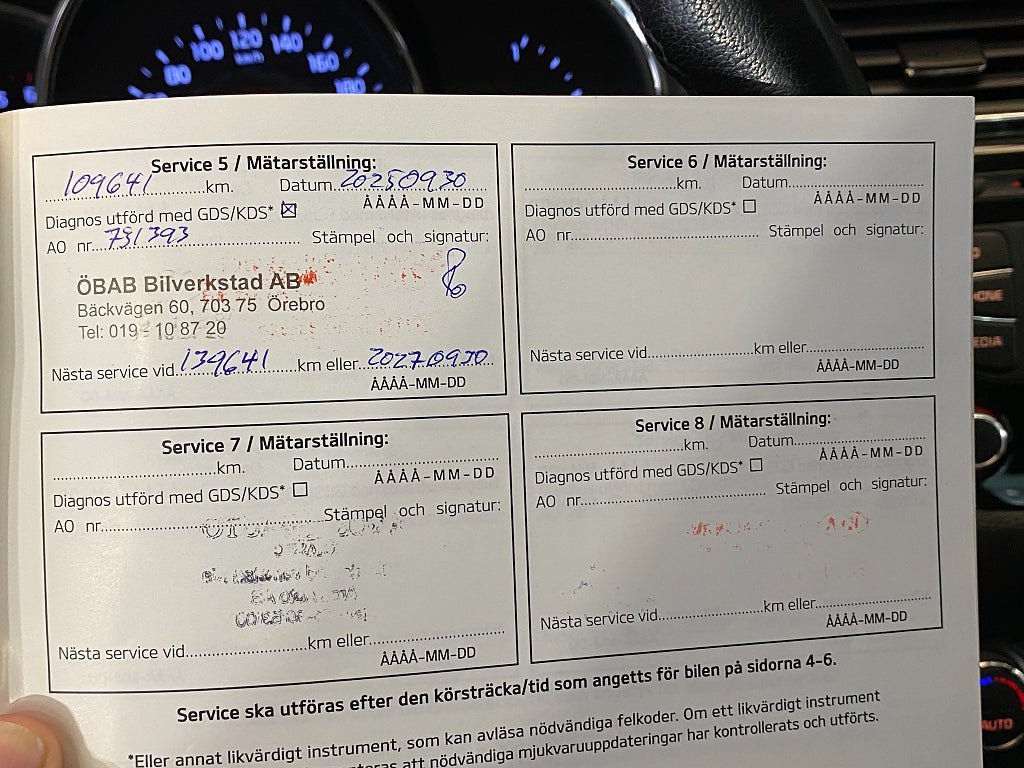 80 100 120 140 160 180
km/h
Service 5 / Mätarställning:
109641 km. Datum. 20250930
ÅÅÅÅ-MM-DD
Diagnos utförd med GDS/KDS* ☒
AO nr. 791393 Stämpel och signatur:
ÖBAB Bilverkstad AB
Bäckvägen 60, 703 75 Örebro
Tel: 019 - 10 87 20
Nästa service vid 139641 km eller 20270930
ÅÅÅÅ-MM-DD
Service 6 / Mätarställning:
km. Datum
ÅÅÅÅ-MM-DD
Diagnos utförd med GDS/KDS* ☐
AO nr. Stämpel och signatur:
Nästa service vid km eller
ÅÅÅÅ-MM-DD
Service 7 / Mätarställning:
km. Datum
ÅÅÅÅ-MM-DD
Diagnos utförd med GDS/KDS* ☐
AO nr. Stämpel och signatur:
Nästa service vid km eller
ÅÅÅÅ-MM-DD
Service 8 / Mätarställning:
km. Datum
ÅÅÅÅ-MM-DD
Diagnos utförd med GDS/KDS* ☐
AO nr. Stämpel och signatur:
Nästa service vid km eller
ÅÅÅÅ-MM-DD
Service ska utföras efter den körsträcka/tid som angetts för bilen på sidorna 4-6.
*Eller annat likvärdigt instrument, som kan avläsa nödvändiga felkoder. Om ett likvärdigt instrument
att nödvändiga mjukvaruuppdateringar har kontrollerats och utförts.
AUTO